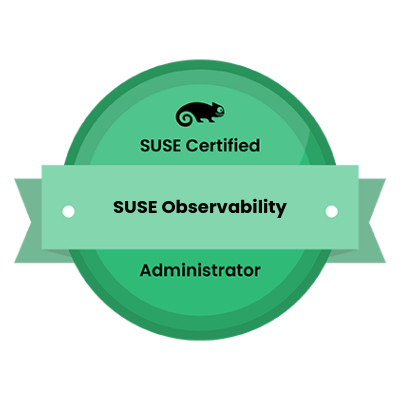 SUSE Certified
SUSE Observability
Administrator